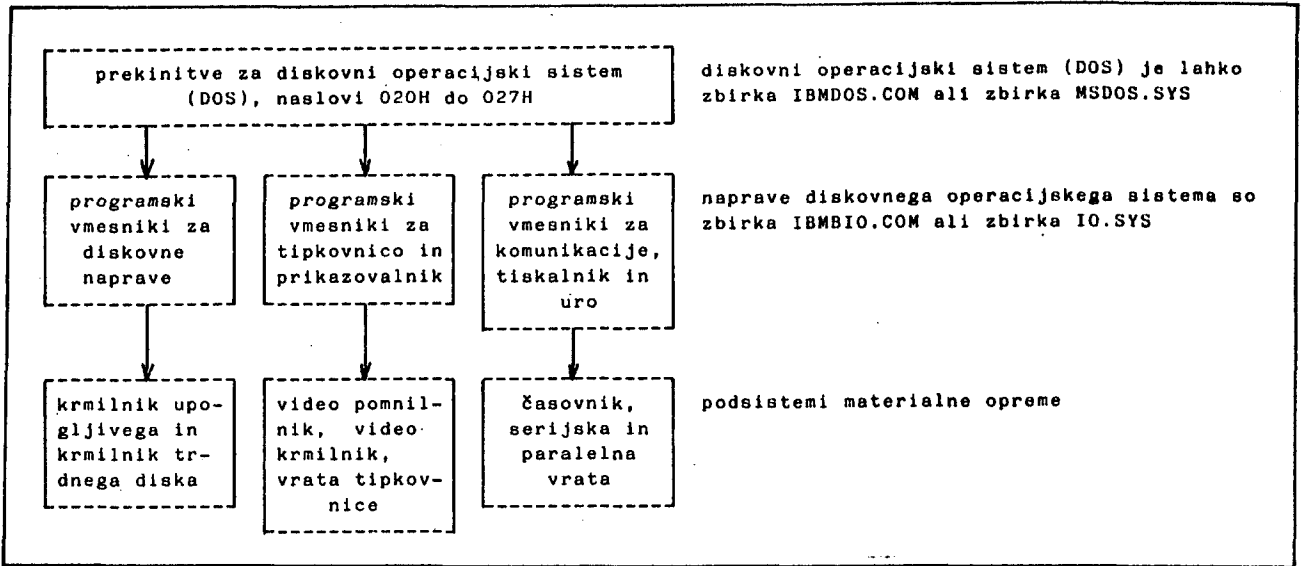 prekinitve za diskovni operacijski sistem
(DOS), naslovi 020H do 027H
diskovni operacijski sistem (DOS) je lahko
zbirka IBMDOS.COM ali zbirka MSDOS.SYS
programski
vmesniki za
diskovne
naprave
programski
vmesniki za
tipkovnico in
prikazovalnik
programski
vmesniki za
komunikacije,
tiskalnik in
uro
naprave diskovnega operacijskega sistema so
zbirka IBMBIO.COM ali zbirka IO.SYS
krmilnik upo-
gljivega in
krmilnik tr-
dnega diska
video pomnil-
nik, video
krmilnik,
vrata tipkov-
nice
časovnik,
serijska in
paralelna
vrata
podsistemi materialne opreme